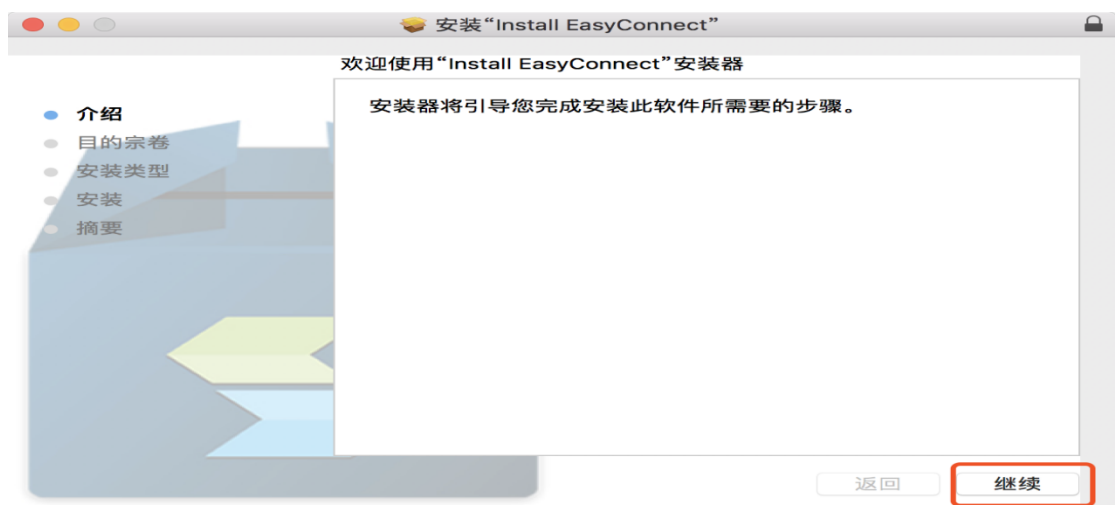 安装“Install EasyConnect”
欢迎使用“Install EasyConnect”安装器
介绍
目的宗卷
安装类型
安装
摘要
安装器将引导您完成安装此软件所需要的步骤。
返回
继续